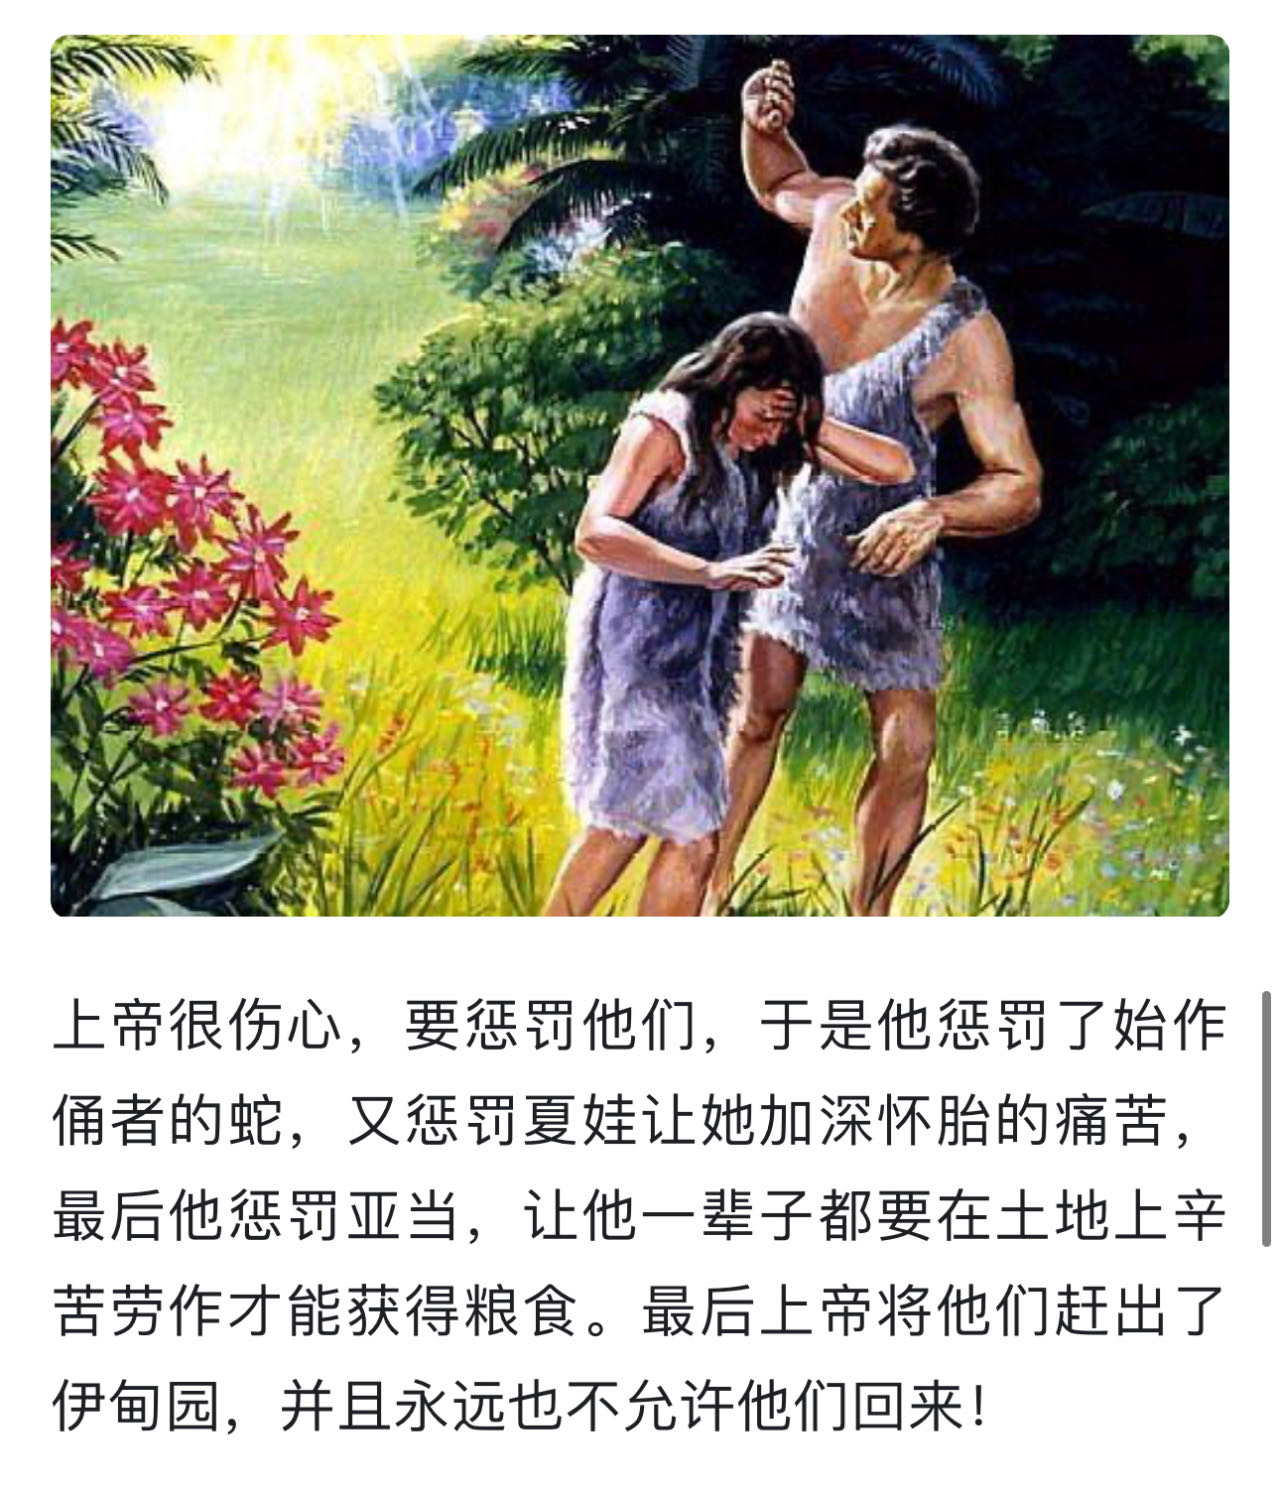 上帝很伤心，要惩罚他们，于是他惩罚了始作
俑者的蛇，又惩罚夏娃让她加深怀胎的痛苦，
最后他惩罚亚当，让他一辈子都要在土地上辛
苦劳作才能获得粮食。最后上帝将他们赶出了
伊甸园，并且永远也不允许他们回来！